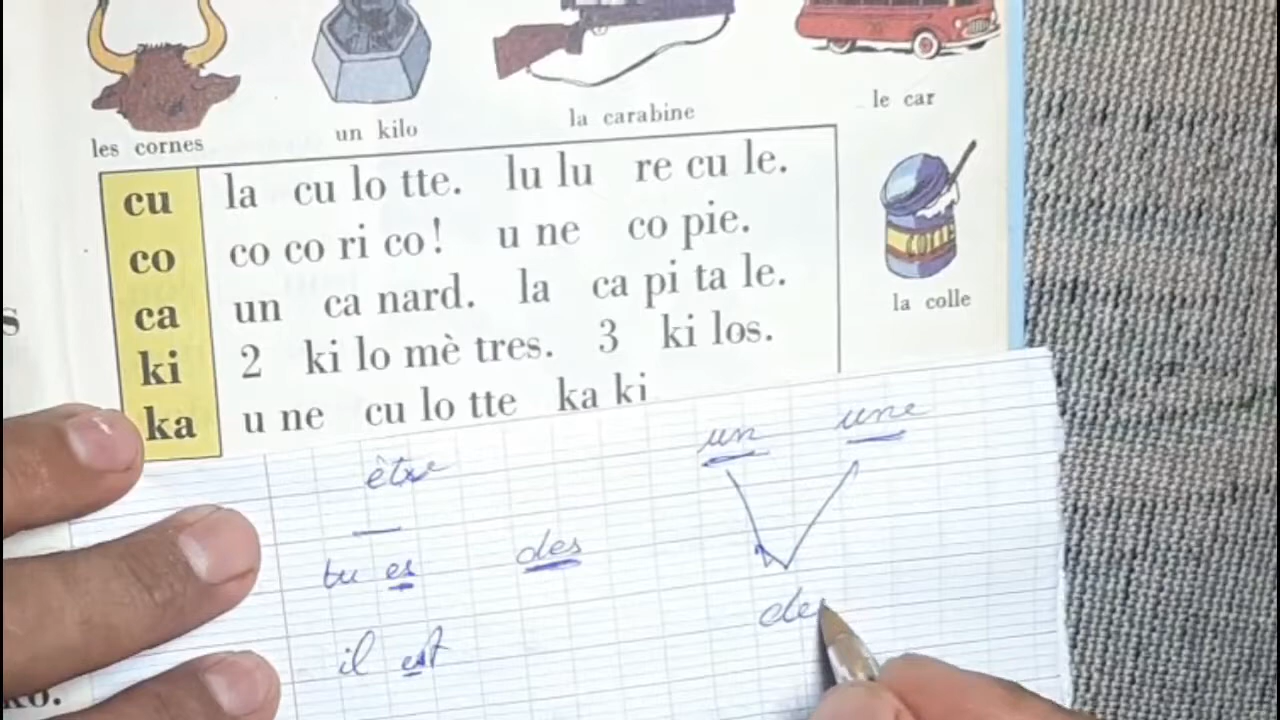 les cornes
un kilo
la carabine
le car
cu la cu lo tte. lu lu re cu le.
co co co ri co! u ne co pie.
ca un ca nard. la ca pi ta le.
ki 2 ki lo mè tres. 3 ki los.
ka u ne cu lo tte ka ki
COLLE
la colle
s
ko.
être
un une
tu es des
de
il est